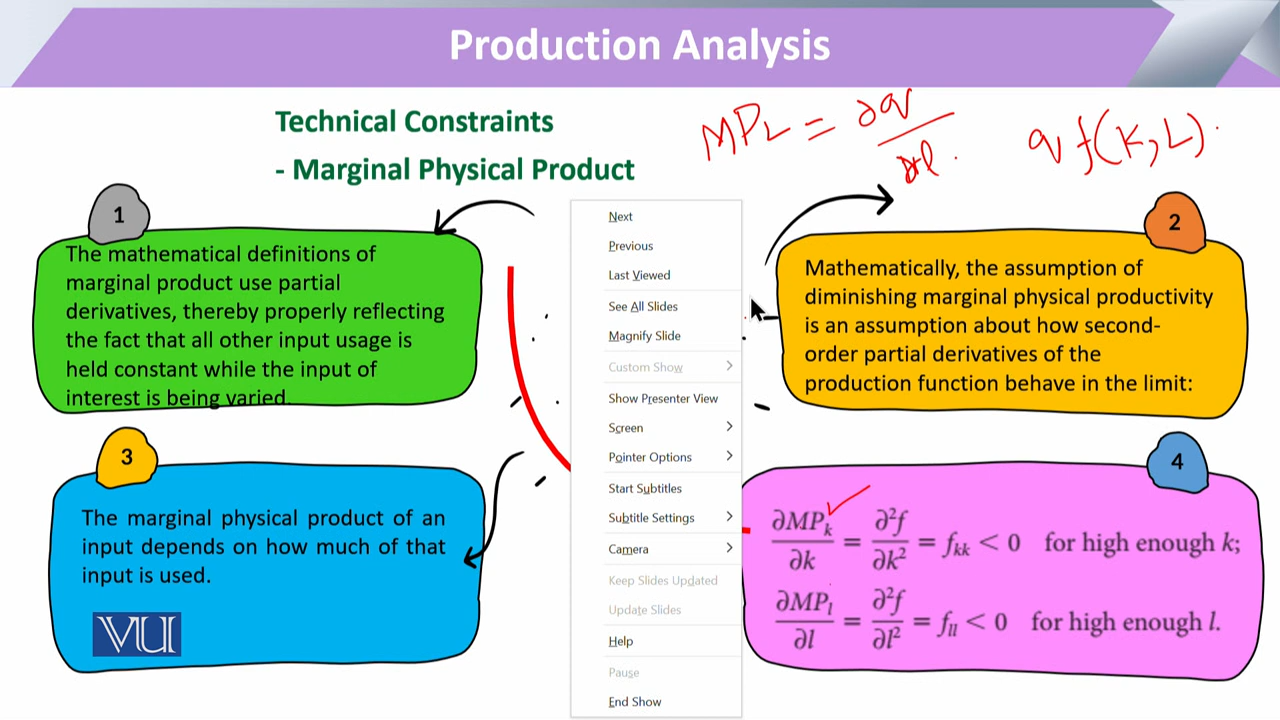 Production Analysis
Technical Constraints
- Marginal Physical Product
MPL = ∂q/∂l.
q f(K,L).
1
The mathematical definitions of
marginal product use partial
derivatives, thereby properly reflecting
the fact that all other input usage is
held constant while the input of
interest is being varied.
2
Mathematically, the assumption of
diminishing marginal physical productivity
is an assumption about how second-
order partial derivatives of the
production function behave in the limit:
3
The marginal physical product of an
input depends on how much of that
input is used.
VU
4
∂MPₖ/∂k = ∂²f/∂k² = fₖₖ < 0 for high enough k;
∂MPₗ/∂l = ∂²f/∂l² = fₗₗ < 0 for high enough l.
Next
Previous
Last Viewed
See All Slides
Magnify Slide
Custom Show
Show Presenter View
Screen
Pointer Options
Start Subtitles
Subtitle Settings
Camera
Keep Slides Updated
Update Slides
Help
Pause
End Show